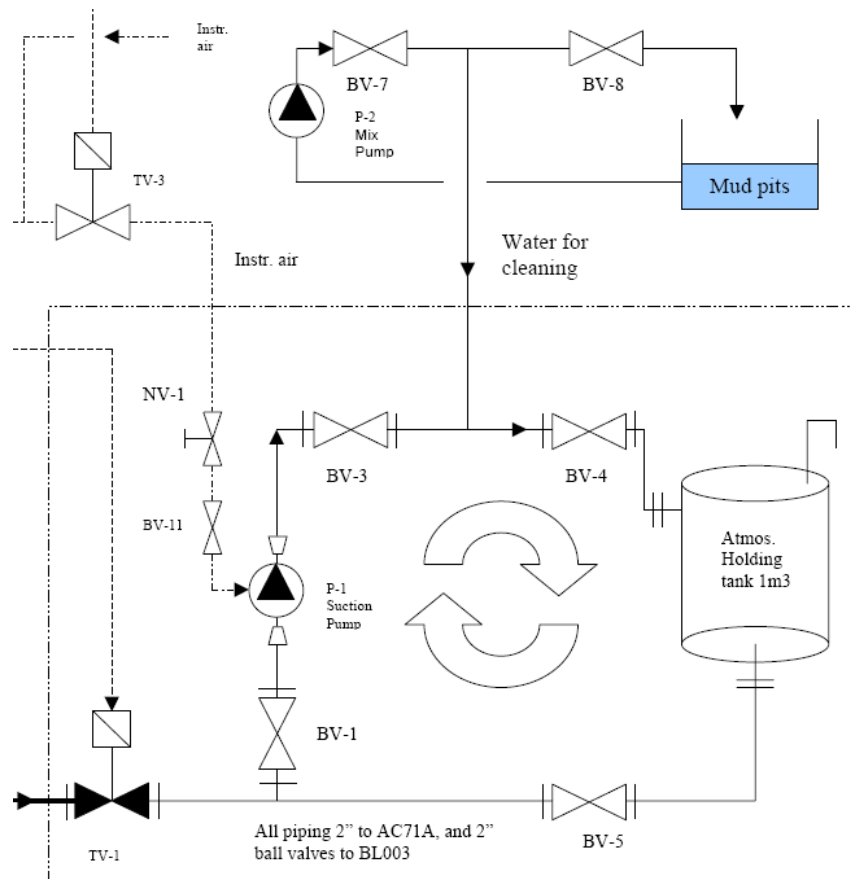 Instr.
air
BV-7
BV-8
P-2
Mix
Pump
TV-3
Mud pits
Instr. air
Water for
cleaning
NV-1
BV-3
BV-4
BV-11
Atmos.
Holding
tank 1m3
P-1
Suction
Pump
BV-1
All piping 2” to AC71A, and 2”
ball valves to BL003
BV-5
TV-1